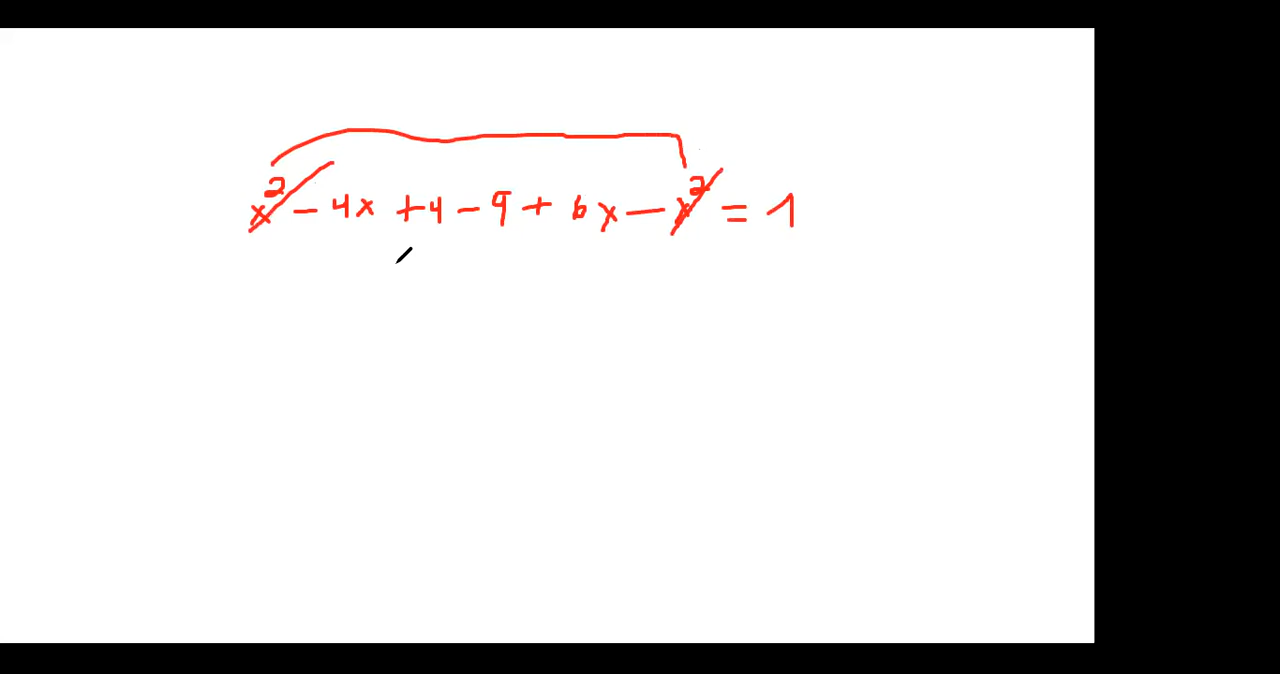 x² - 4x + 4 - 9 + 6x - x² = 1